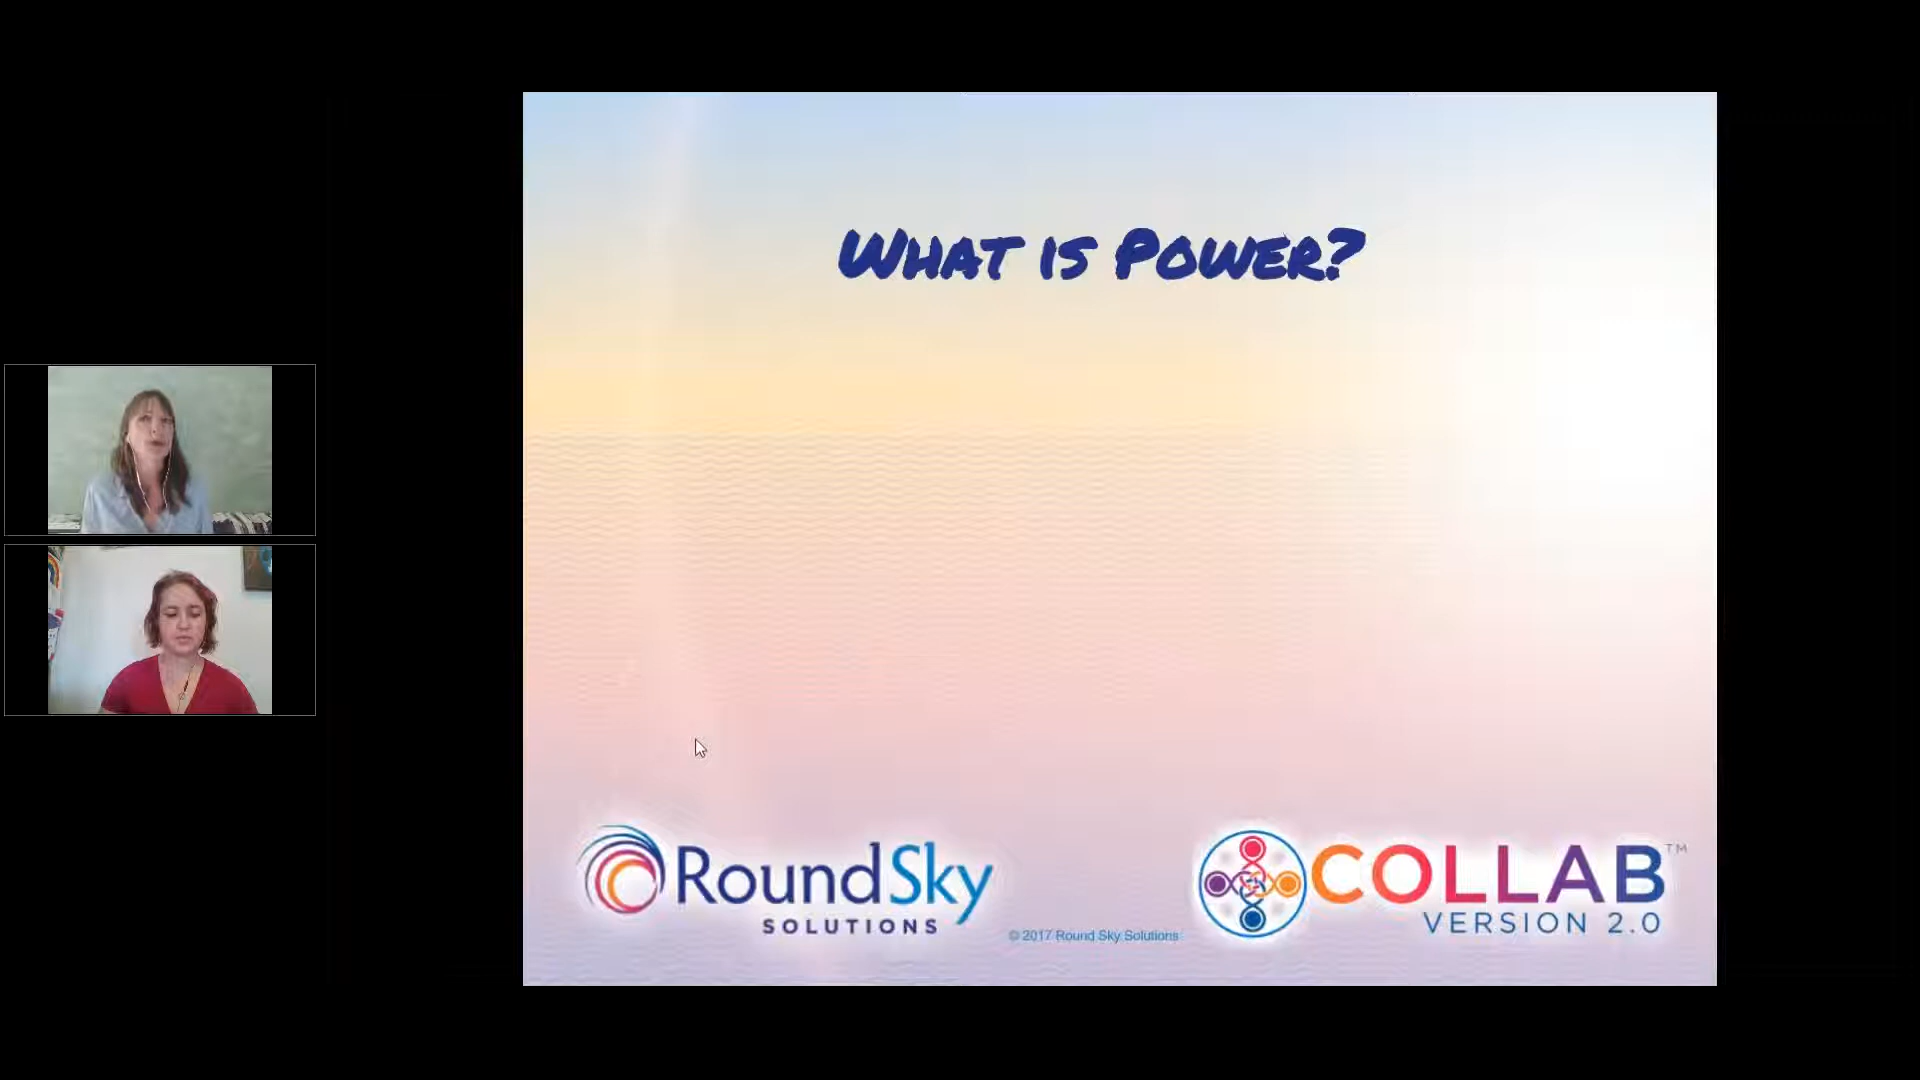 What is Power?
RoundSky
SOLUTIONS
© 2017 Round Sky Solutions
COLLAB™
VERSION 2.0